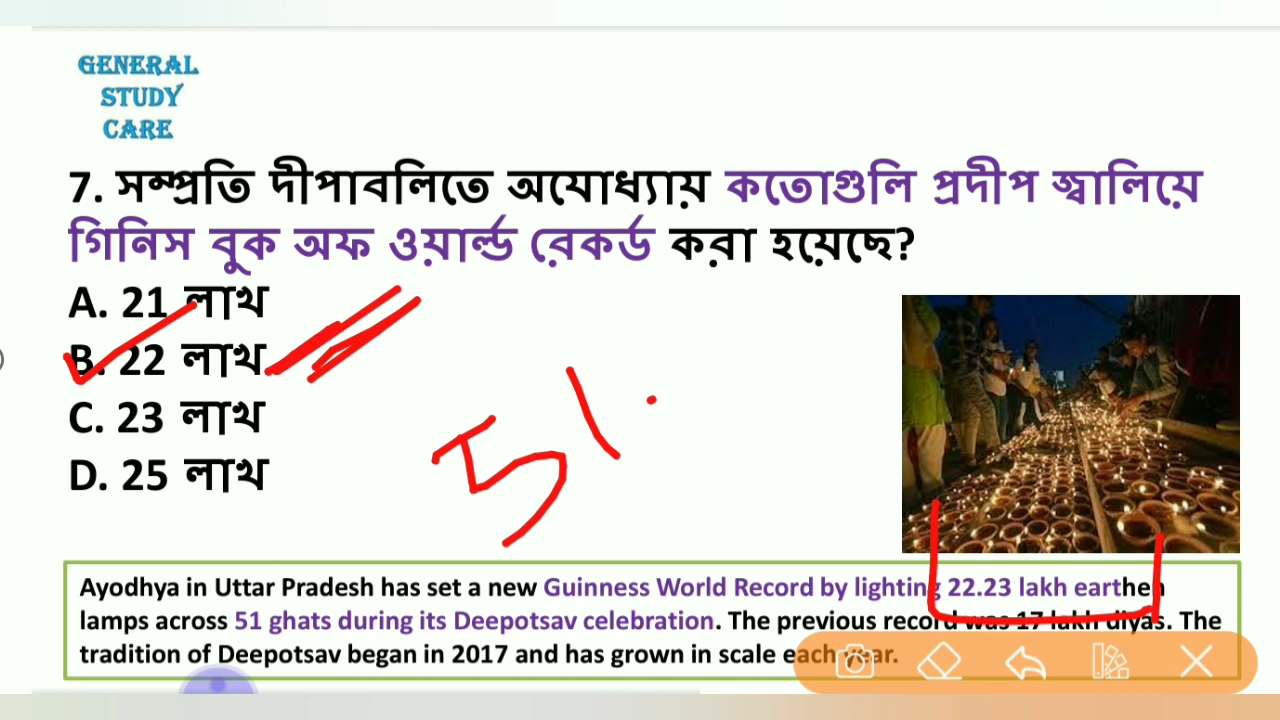 GENERAL
STUDY
CARE
7. সম্প্রতি দীপাবলিতে অযোধ্যায় কতোগুলি প্রদীপ জ্বালিয়ে
গিনিস বুক অফ ওয়ার্ল্ড রেকর্ড করা হয়েছে?
A. 21 লাখ
B. 22 লাখ
C. 23 লাখ
D. 25 লাখ
51.
Ayodhya in Uttar Pradesh has set a new Guinness World Record by lighting 22.23 lakh earthen
lamps across 51 ghats during its Deepotsav celebration. The previous record was 17 lakh diyas. The
tradition of Deepotsav began in 2017 and has grown in scale each year.